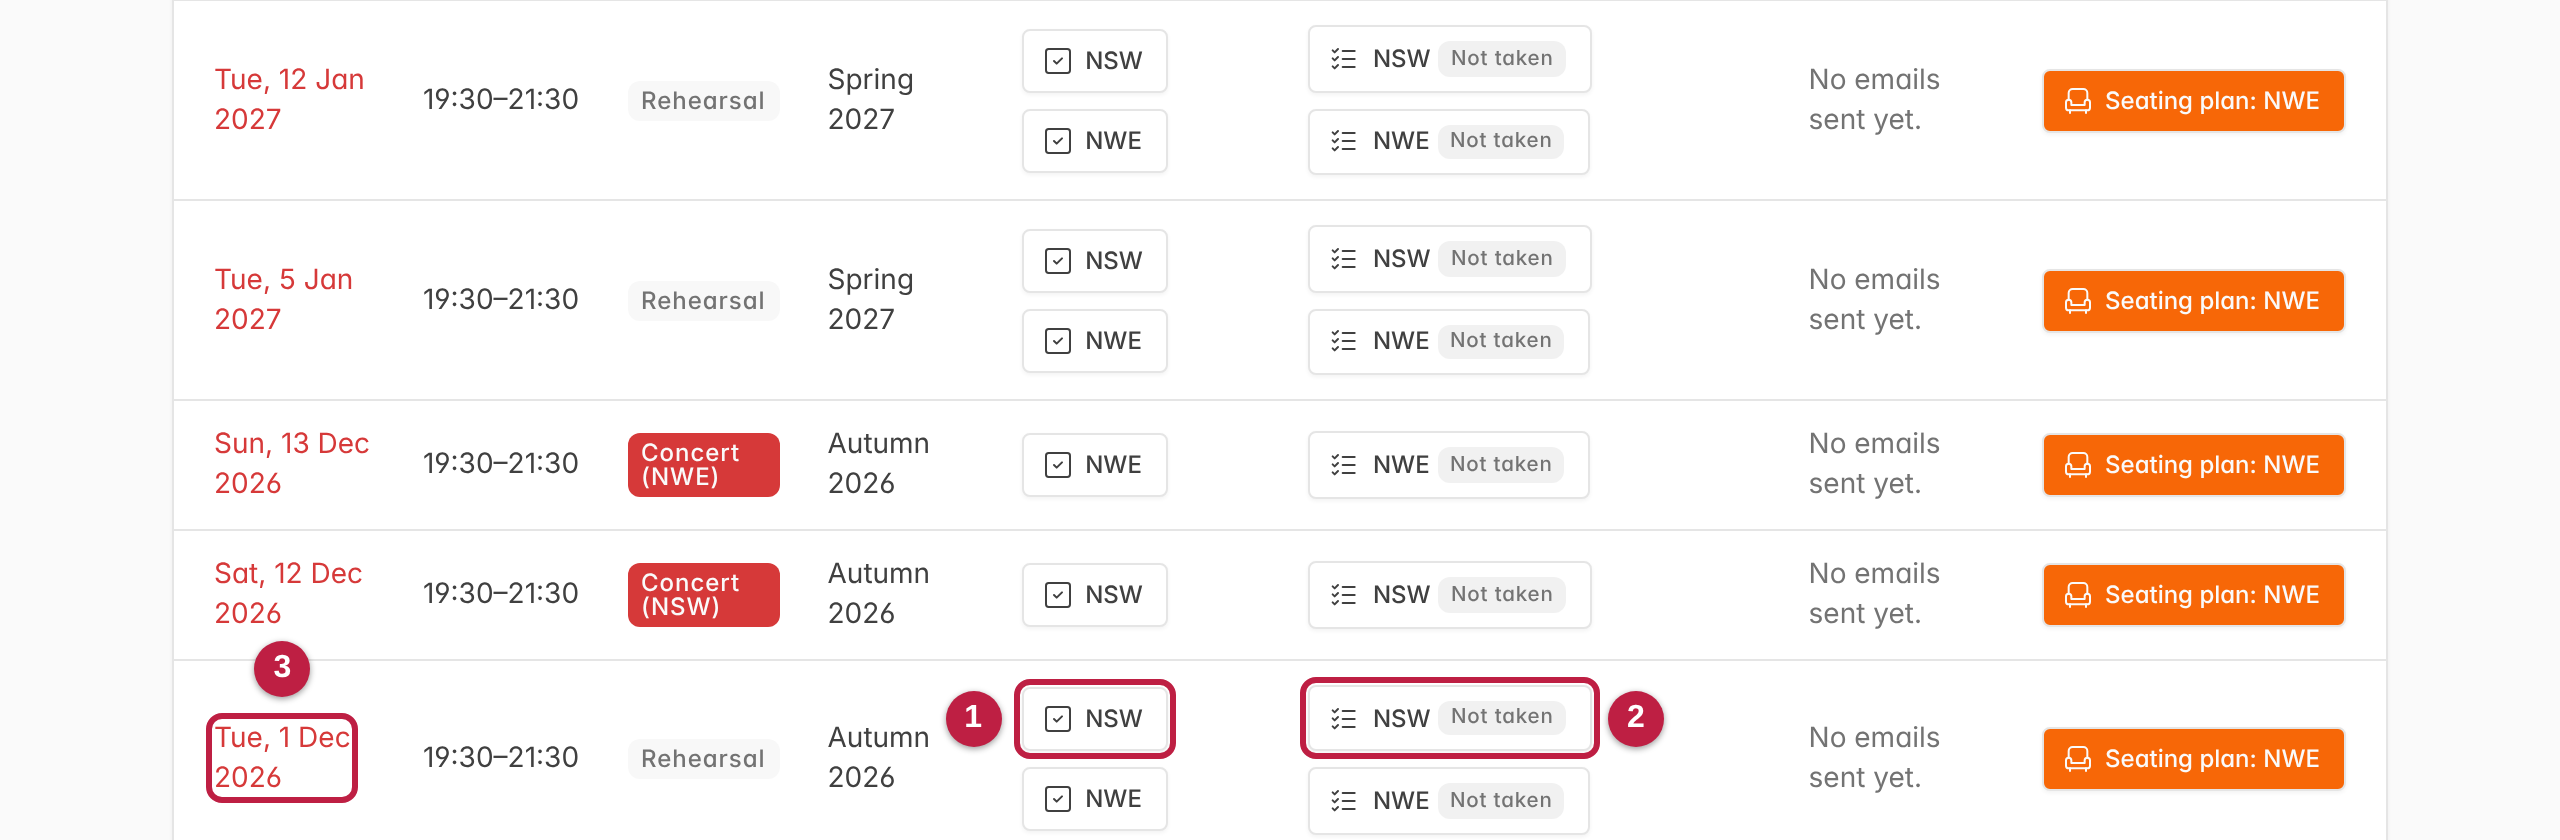 Tue, 12 Jan
2027
19:30–21:30
Rehearsal
Spring
2027
NSW
NWE
NSW Not taken
NWE Not taken
No emails
sent yet.
Seating plan: NWE
Tue, 5 Jan
2027
19:30–21:30
Rehearsal
Spring
2027
NSW
NWE
NSW Not taken
NWE Not taken
No emails
sent yet.
Seating plan: NWE
Sun, 13 Dec
2026
19:30–21:30
Concert
(NWE)
Autumn
2026
NWE
NWE Not taken
No emails
sent yet.
Seating plan: NWE
Sat, 12 Dec
2026
19:30–21:30
Concert
(NSW)
Autumn
2026
NSW
NSW Not taken
No emails
sent yet.
Seating plan: NWE
3
Tue, 1 Dec
2026
19:30–21:30
Rehearsal
Autumn
2026
1
NSW
NWE
NSW Not taken
2
NWE Not taken
No emails
sent yet.
Seating plan: NWE